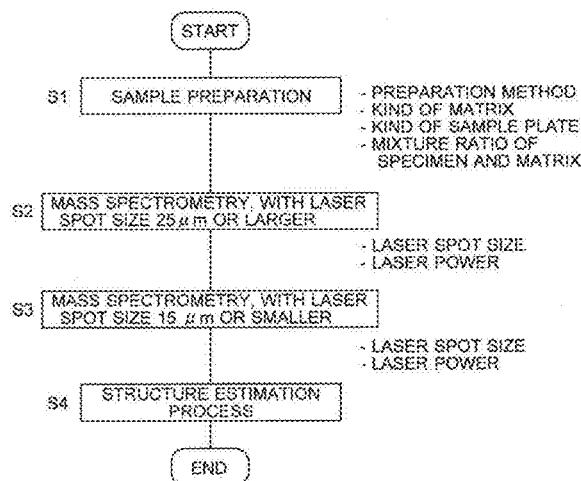 START
S1
SAMPLE PREPARATION
- PREPARATION METHOD
- KIND OF MATRIX
- KIND OF SAMPLE PLATE
- MIXTURE RATIO OF
SPECIMEN AND MATRIX
S2
MASS SPECTROMETRY, WITH LASER
SPOT SIZE 25μm OR LARGER
- LASER SPOT SIZE
- LASER POWER
S3
MASS SPECTROMETRY, WITH LASER
SPOT SIZE 15 μm OR SMALLER
- LASER SPOT SIZE
- LASER POWER
S4
STRUCTURE ESTIMATION
PROCESS
END